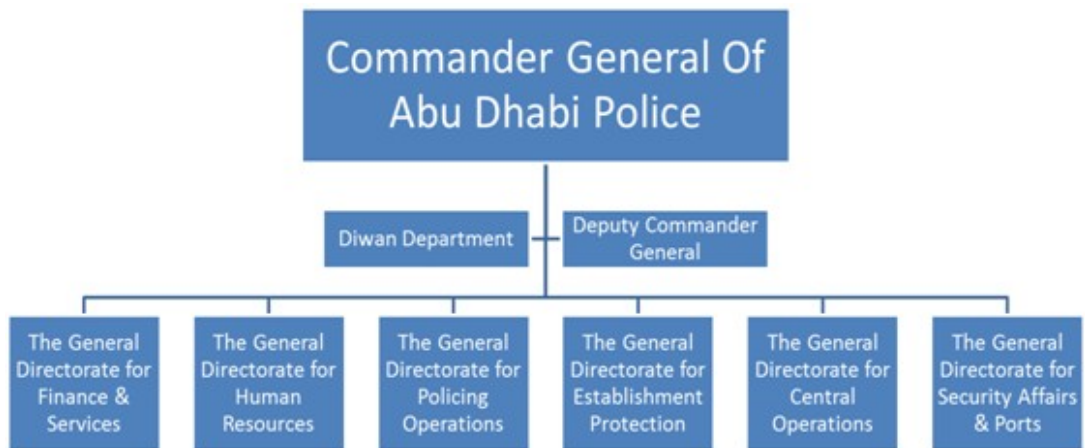 Commander General Of
Abu Dhabi Police
Diwan Department
Deputy Commander
General
The General
Directorate for
Finance &
Services
The General
Directorate for
Human
Resources
The General
Directorate for
Policing
Operations
The General
Directorate for
Establishment
Protection
The General
Directorate for
Central
Operations
The General
Directorate for
Security Affairs
& Ports